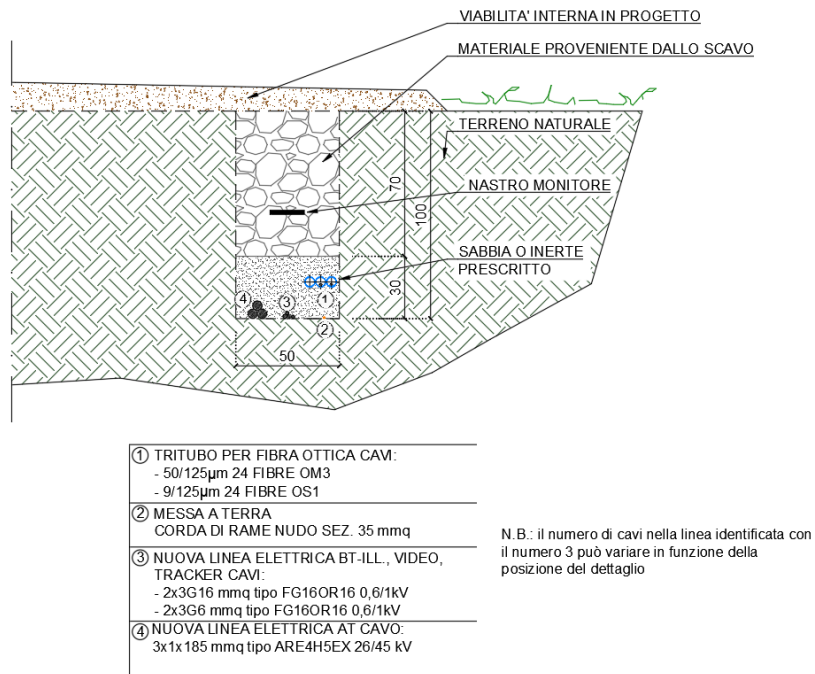 VIABILITA' INTERNA IN PROGETTO
MATERIALE PROVENIENTE DALLO SCAVO
TERRENO NATURALE
NASTRO MONITORE
SABBIA O INERTE
PRESCRITTO
70
100
30
4
3
1
2
50
1 TRITUBO PER FIBRA OTTICA CAVI:
- 50/125µm 24 FIBRE OM3
- 9/125µm 24 FIBRE OS1
2 MESSA A TERRA
CORDA DI RAME NUDO SEZ. 35 mmq
3 NUOVA LINEA ELETTRICA BT-ILL., VIDEO,
TRACKER CAVI:
- 2x3G16 mmq tipo FG16OR16 0,6/1kV
- 2x3G6 mmq tipo FG16OR16 0,6/1kV
4 NUOVA LINEA ELETTRICA AT CAVO:
3x1x185 mmq tipo ARE4H5EX 26/45 kV
N.B.: il numero di cavi nella linea identificata con
il numero 3 può variare in funzione della
posizione del dettaglio